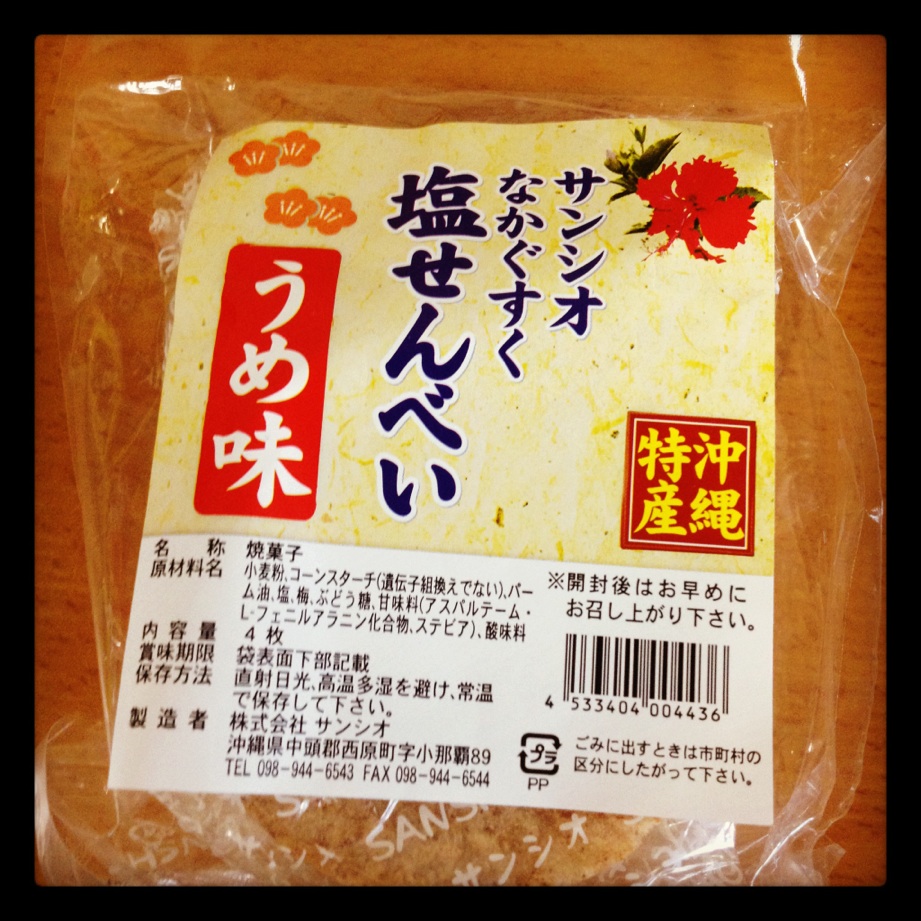 サンシオ
なかぐすく
塩せんべい
うめ味
沖縄
特産
名称 焼菓子
原材料名 小麦粉、コーンスターチ(遺伝子組換えでない)、パー
ム油、塩、梅、ぶどう糖、甘味料(アスパルテーム・
L-フェニルアラニン化合物、ステビア)、酸味料
内容量 4枚
賞味期限 袋表面下部記載
保存方法 直射日光、高温多湿を避け、常温
で保存して下さい。
製造者 株式会社 サンシオ
沖縄県中頭郡西原町字小那覇89
TEL 098-944-6543 FAX 098-944-6544
※開封後はお早めに
お召し上がり下さい。
4 533404 004436
プラ
PP
ごみに出すときは市町村の
区分にしたがって下さい。
サンシオ